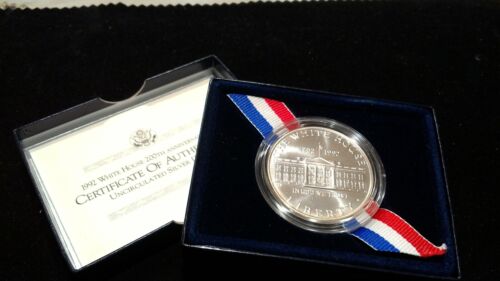 1992 WHITE HOUSE 200TH ANNIVERSARY
CERTIFICATE OF AUTH
UNCIRCULATED SILVER
THE WHITE HOUSE
1792 1992
IN GOD WE TRUST
LIBERTY